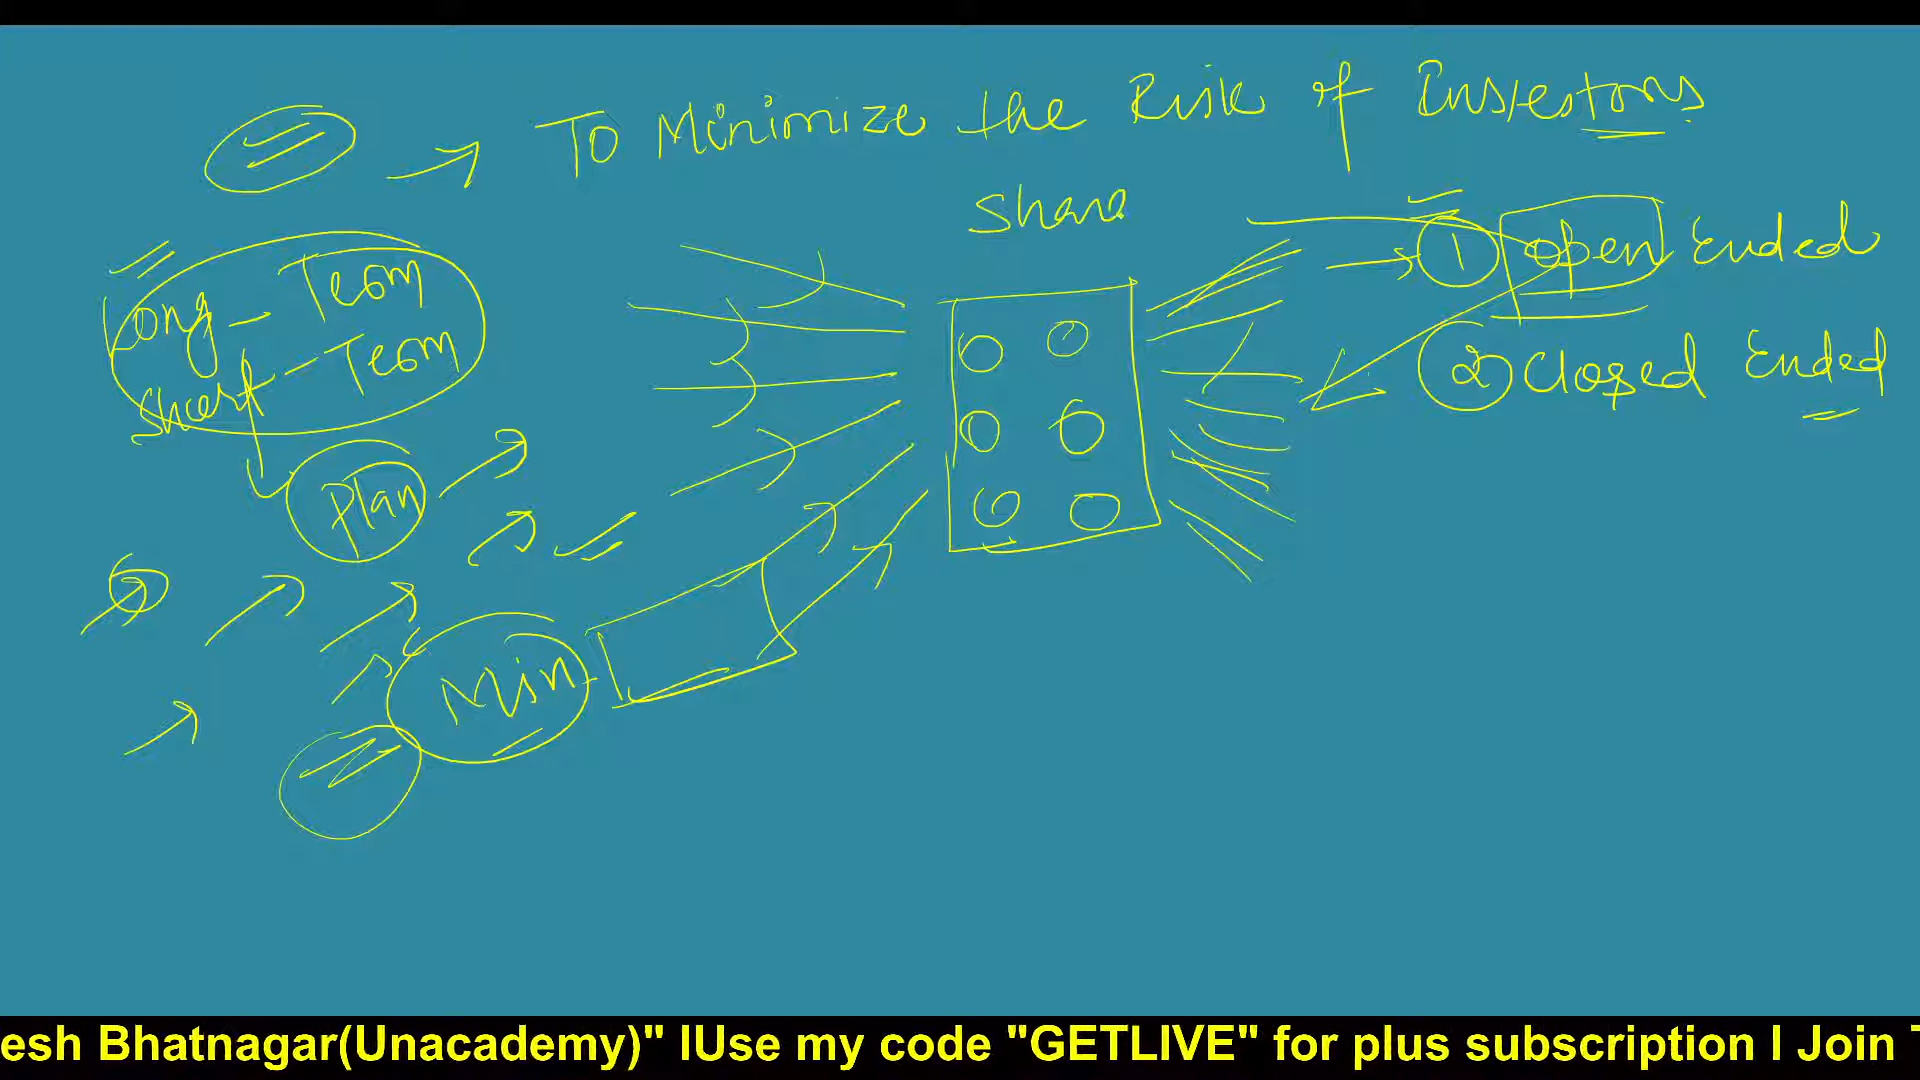 To Minimize the Risk of Investors.
Share
① Open Ended
② Closed Ended
Long-Term
Short-Term
Plan
Min
esh Bhatnagar(Unacademy)" lUse my code "GETLIVE" for plus subscription I Join T